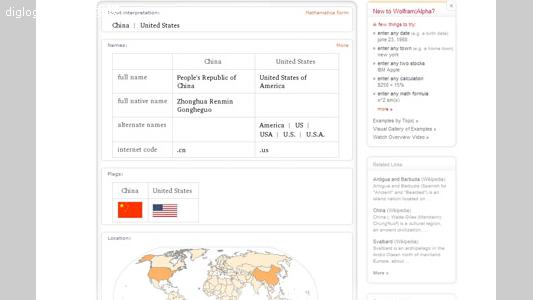 diglog
Input interpretation:
Mathematica form
China | United States
Names:
More
China United States
full name People's Republic of China United States of America
full native name Zhonghua Renmin Gongheguo
alternate names America | US | USA | U.S. | U.S.A.
internet code .cn .us
Flags:
China United States
Location:
New to Wolfram|Alpha?
A few things to try:
enter any date (e.g. a birth date)
june 23, 1988
enter any town (e.g. a home town)
new york
enter any two stocks
IBM Apple
enter any calculation
$250 + 15%
enter any math formula
x^2 sin(x)
more »
Examples by Topic »
Visual Gallery of Examples »
Watch Overview Video »
Related Links
Antigua and Barbuda (Wikipedia)
Antigua and Barbuda (Spanish for
"Ancient" and "Bearded") is an
island nation located on
China (Wikipedia)
is a cultural region,
an ancient civilization,
Svalbard (Wikipedia)
Svalbard is an archipelago in the
Arctic Ocean north of mainland
Europe, about
More »